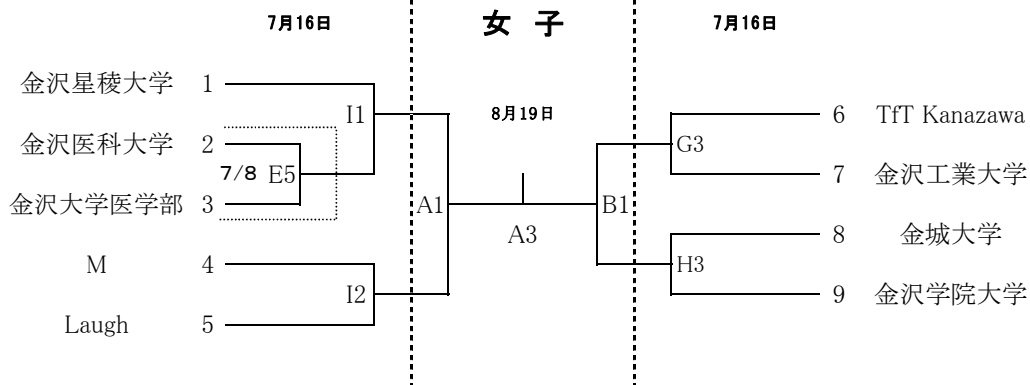 7月16日 女 子 7月16日
8月19日
金沢星稜大学 1
I1
金沢医科大学 2
7/8 E5
金沢大学医学部 3
A1
M 4
I2
Laugh 5
A3
6 TfT Kanazawa
G3
7 金沢工業大学
B1
8 金城大学
H3
9 金沢学院大学